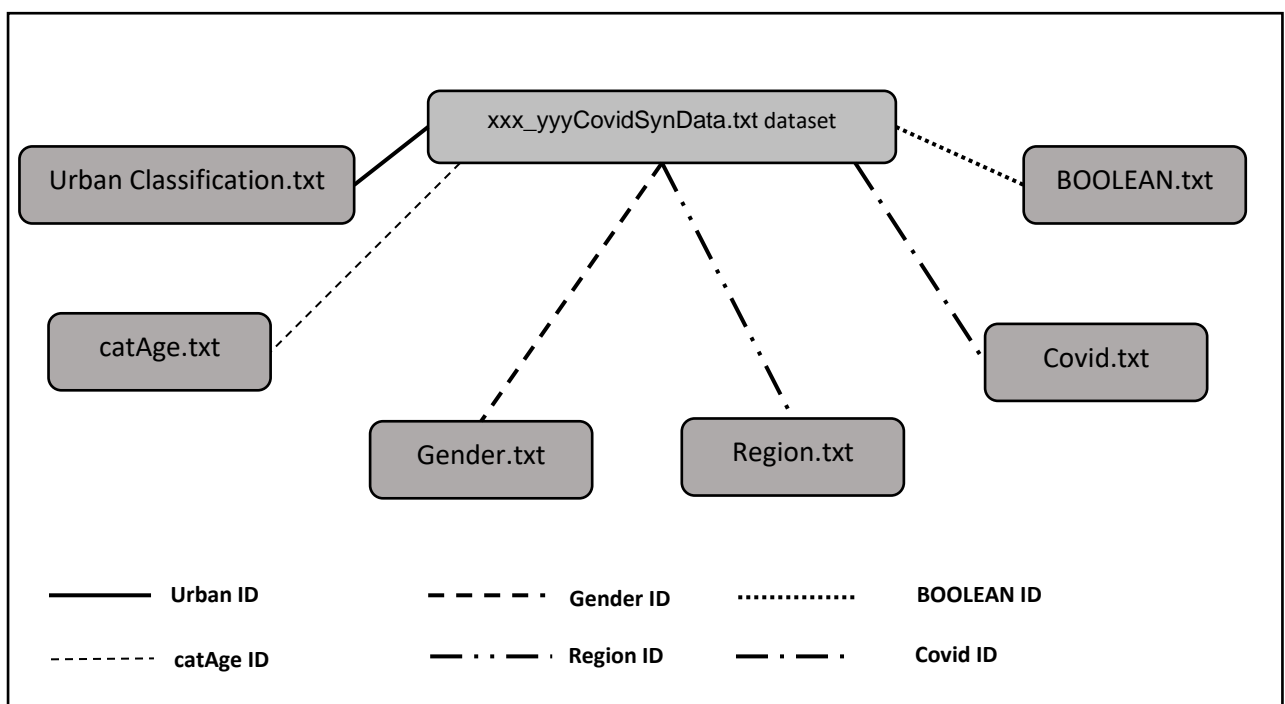 xxx_yyyCovidSynData.txt dataset
Urban Classification.txt
BOOLEAN.txt
catAge.txt
Covid.txt
Gender.txt
Region.txt
Urban ID
Gender ID
BOOLEAN ID
catAge ID
Region ID
Covid ID